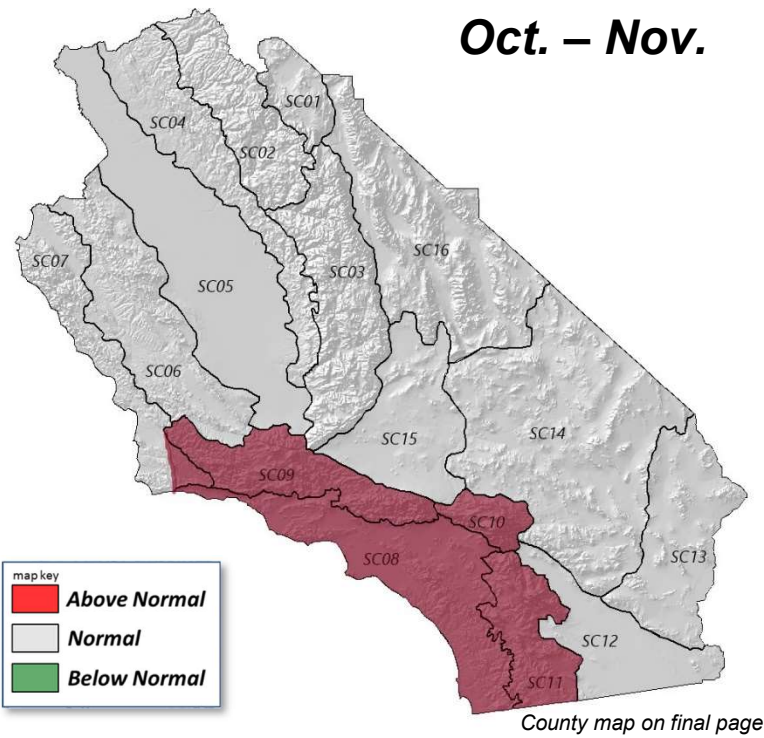 Oct. – Nov.
SC01
SC04
SC02
SC16
SC07
SC03
SC05
SC06
SC15
SC14
SC09
SC10
SC08
SC13
SC12
SC11
map key
Above Normal
Normal
Below Normal
County map on final page